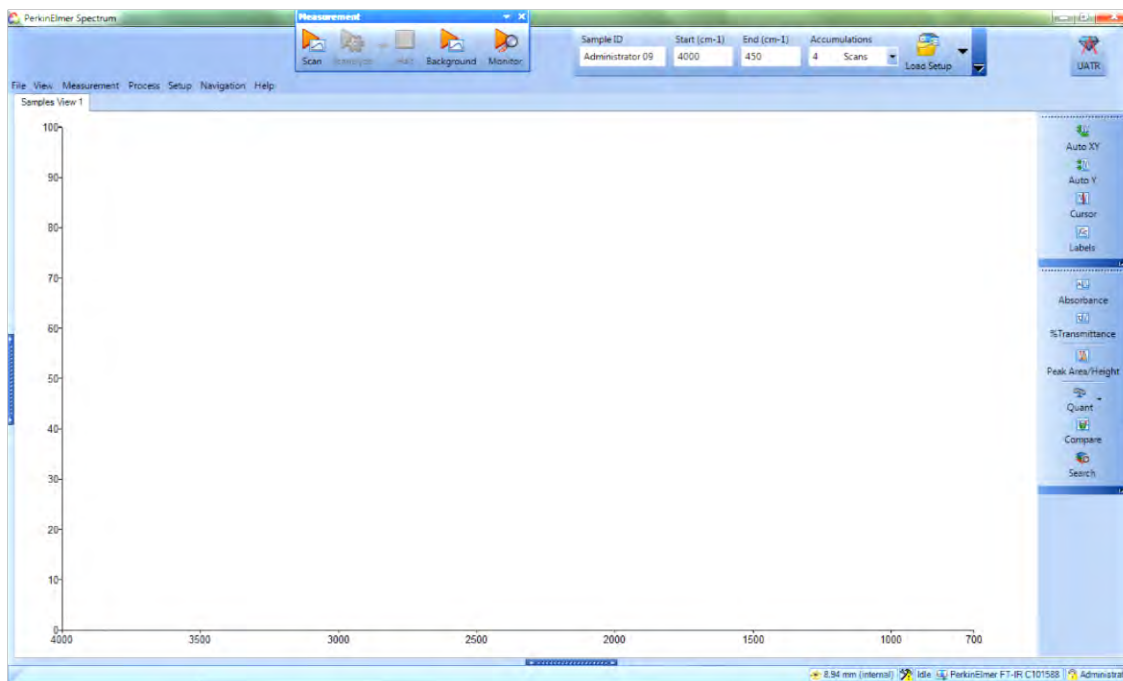 PerkinElmer Spectrum
Measurement
Scan
Background
Monitor
Sample ID
Start (cm-1)
End (cm-1)
Accumulations
Administrator 09
4000
450
4 Scans
Load Setup
UATR
File View Measurement Process Setup Navigation Help
Samples View 1
100
90
80
70
60
50
40
30
20
10
0
4000 3500 3000 2500 2000 1500 1000 700
Auto XY
Auto Y
Cursor
Labels
Absorbance
%Transmittance
Peak Area/Height
Quant
Compare
Search
8.94 mm (internal) Idle PerkinElmer FT-IR C101588 Administrat